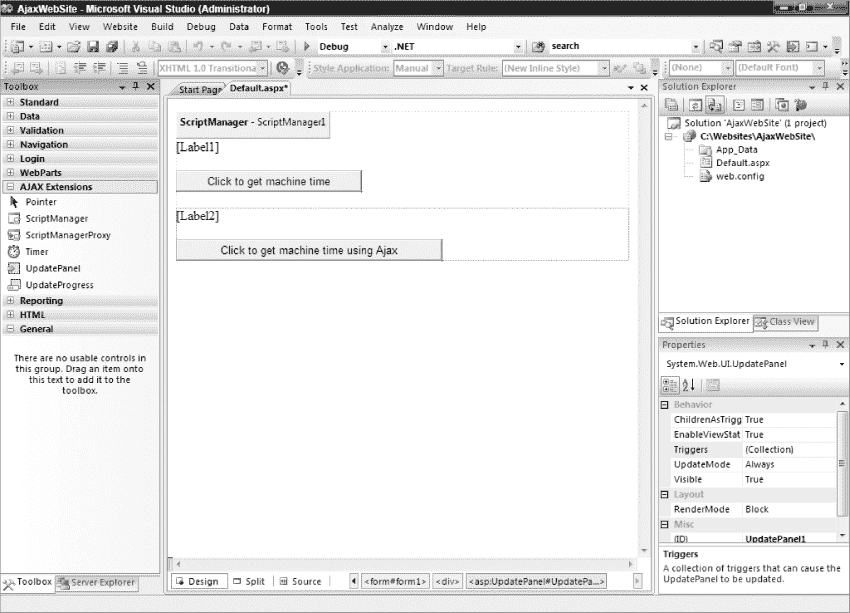 AjaxWebSite - Microsoft Visual Studio (Administrator)
File Edit View Website Build Debug Data Format Tools Test Analyze Window Help
Debug .NET search
XHTML 1.0 Transitiona Style Application: Manual Target Rule: (New Inline Style) (None) (Default Font)
Toolbox
Standard
Data
Validation
Navigation
Login
WebParts
AJAX Extensions
Pointer
ScriptManager
ScriptManagerProxy
Timer
UpdatePanel
UpdateProgress
Reporting
HTML
General
There are no usable controls in
this group. Drag an item onto
this text to add it to the
toolbox.
Toolbox Server Explorer
Start Page Default.aspx*
ScriptManager - ScriptManager1
[Label1]
Click to get machine time
[Label2]
Click to get machine time using Ajax
Design Split Source <form#form1> <div> <asp:UpdatePanel#UpdatePa...>
Solution Explorer
Solution 'AjaxWebSite' (1 project)
C:\Websites\AjaxWebSite\
App_Data
Default.aspx
web.config
Solution Explorer Class View
Properties
System.Web.UI.UpdatePanel
Behavior
ChildrenAsTrigg True
EnableViewStat True
Triggers (Collection)
UpdateMode Always
Visible True
Layout
RenderMode Block
Misc
(ID) UpdatePanel1
Triggers
A collection of triggers that can cause the
UpdatePanel to be updated.